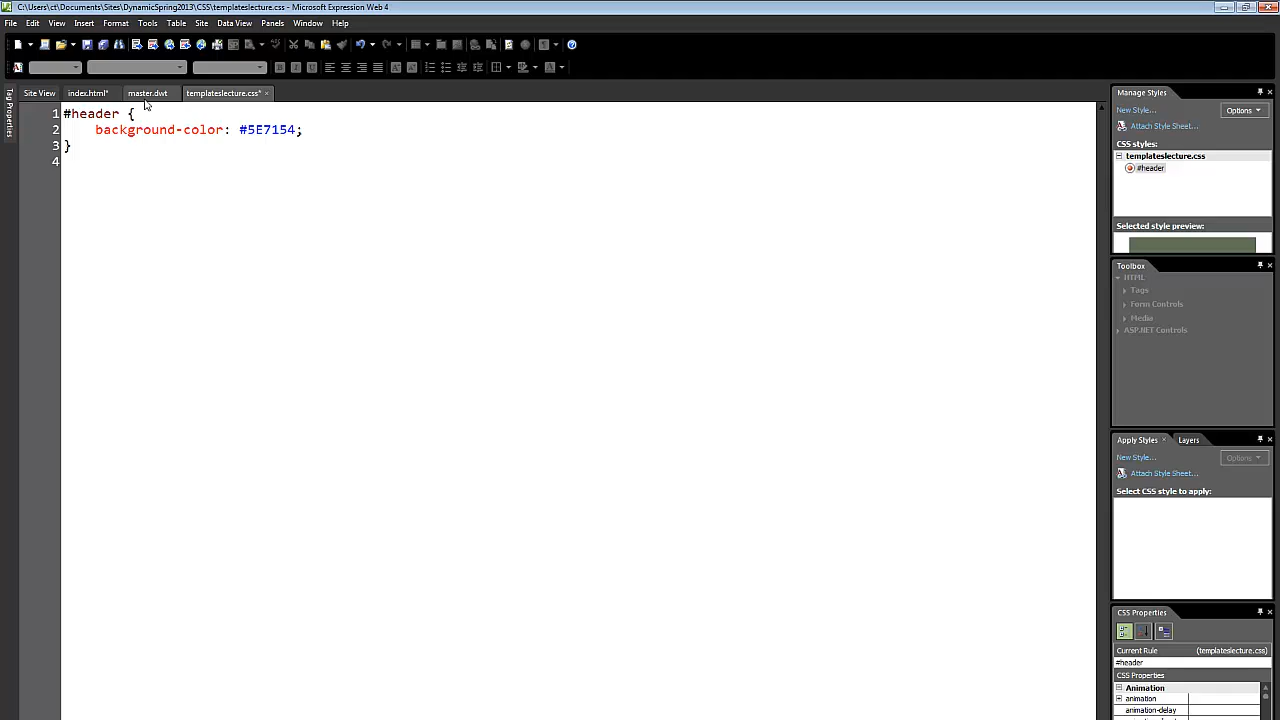 C:\Users\ct\Documents\Sites\DynamicSpring2013\CSS\templateslecture.css - Microsoft Expression Web 4
File Edit View Insert Format Tools Table Site Data View Panels Window Help
Site View index.html* master.dwt templateslecture.css* ×
Tag Properties
1 #header {
2 background-color: #5E7154;
3 }
4
Manage Styles
New Style... Options
Attach Style Sheet...
CSS styles:
templateslecture.css
#header
Selected style preview:
Toolbox
HTML
Tags
Form Controls
Media
ASP.NET Controls
Apply Styles × Layers
New Style... Options
Attach Style Sheet...
Select CSS style to apply:
CSS Properties
Current Rule (templateslecture.css)
#header
CSS Properties
Animation
animation
animation-delay